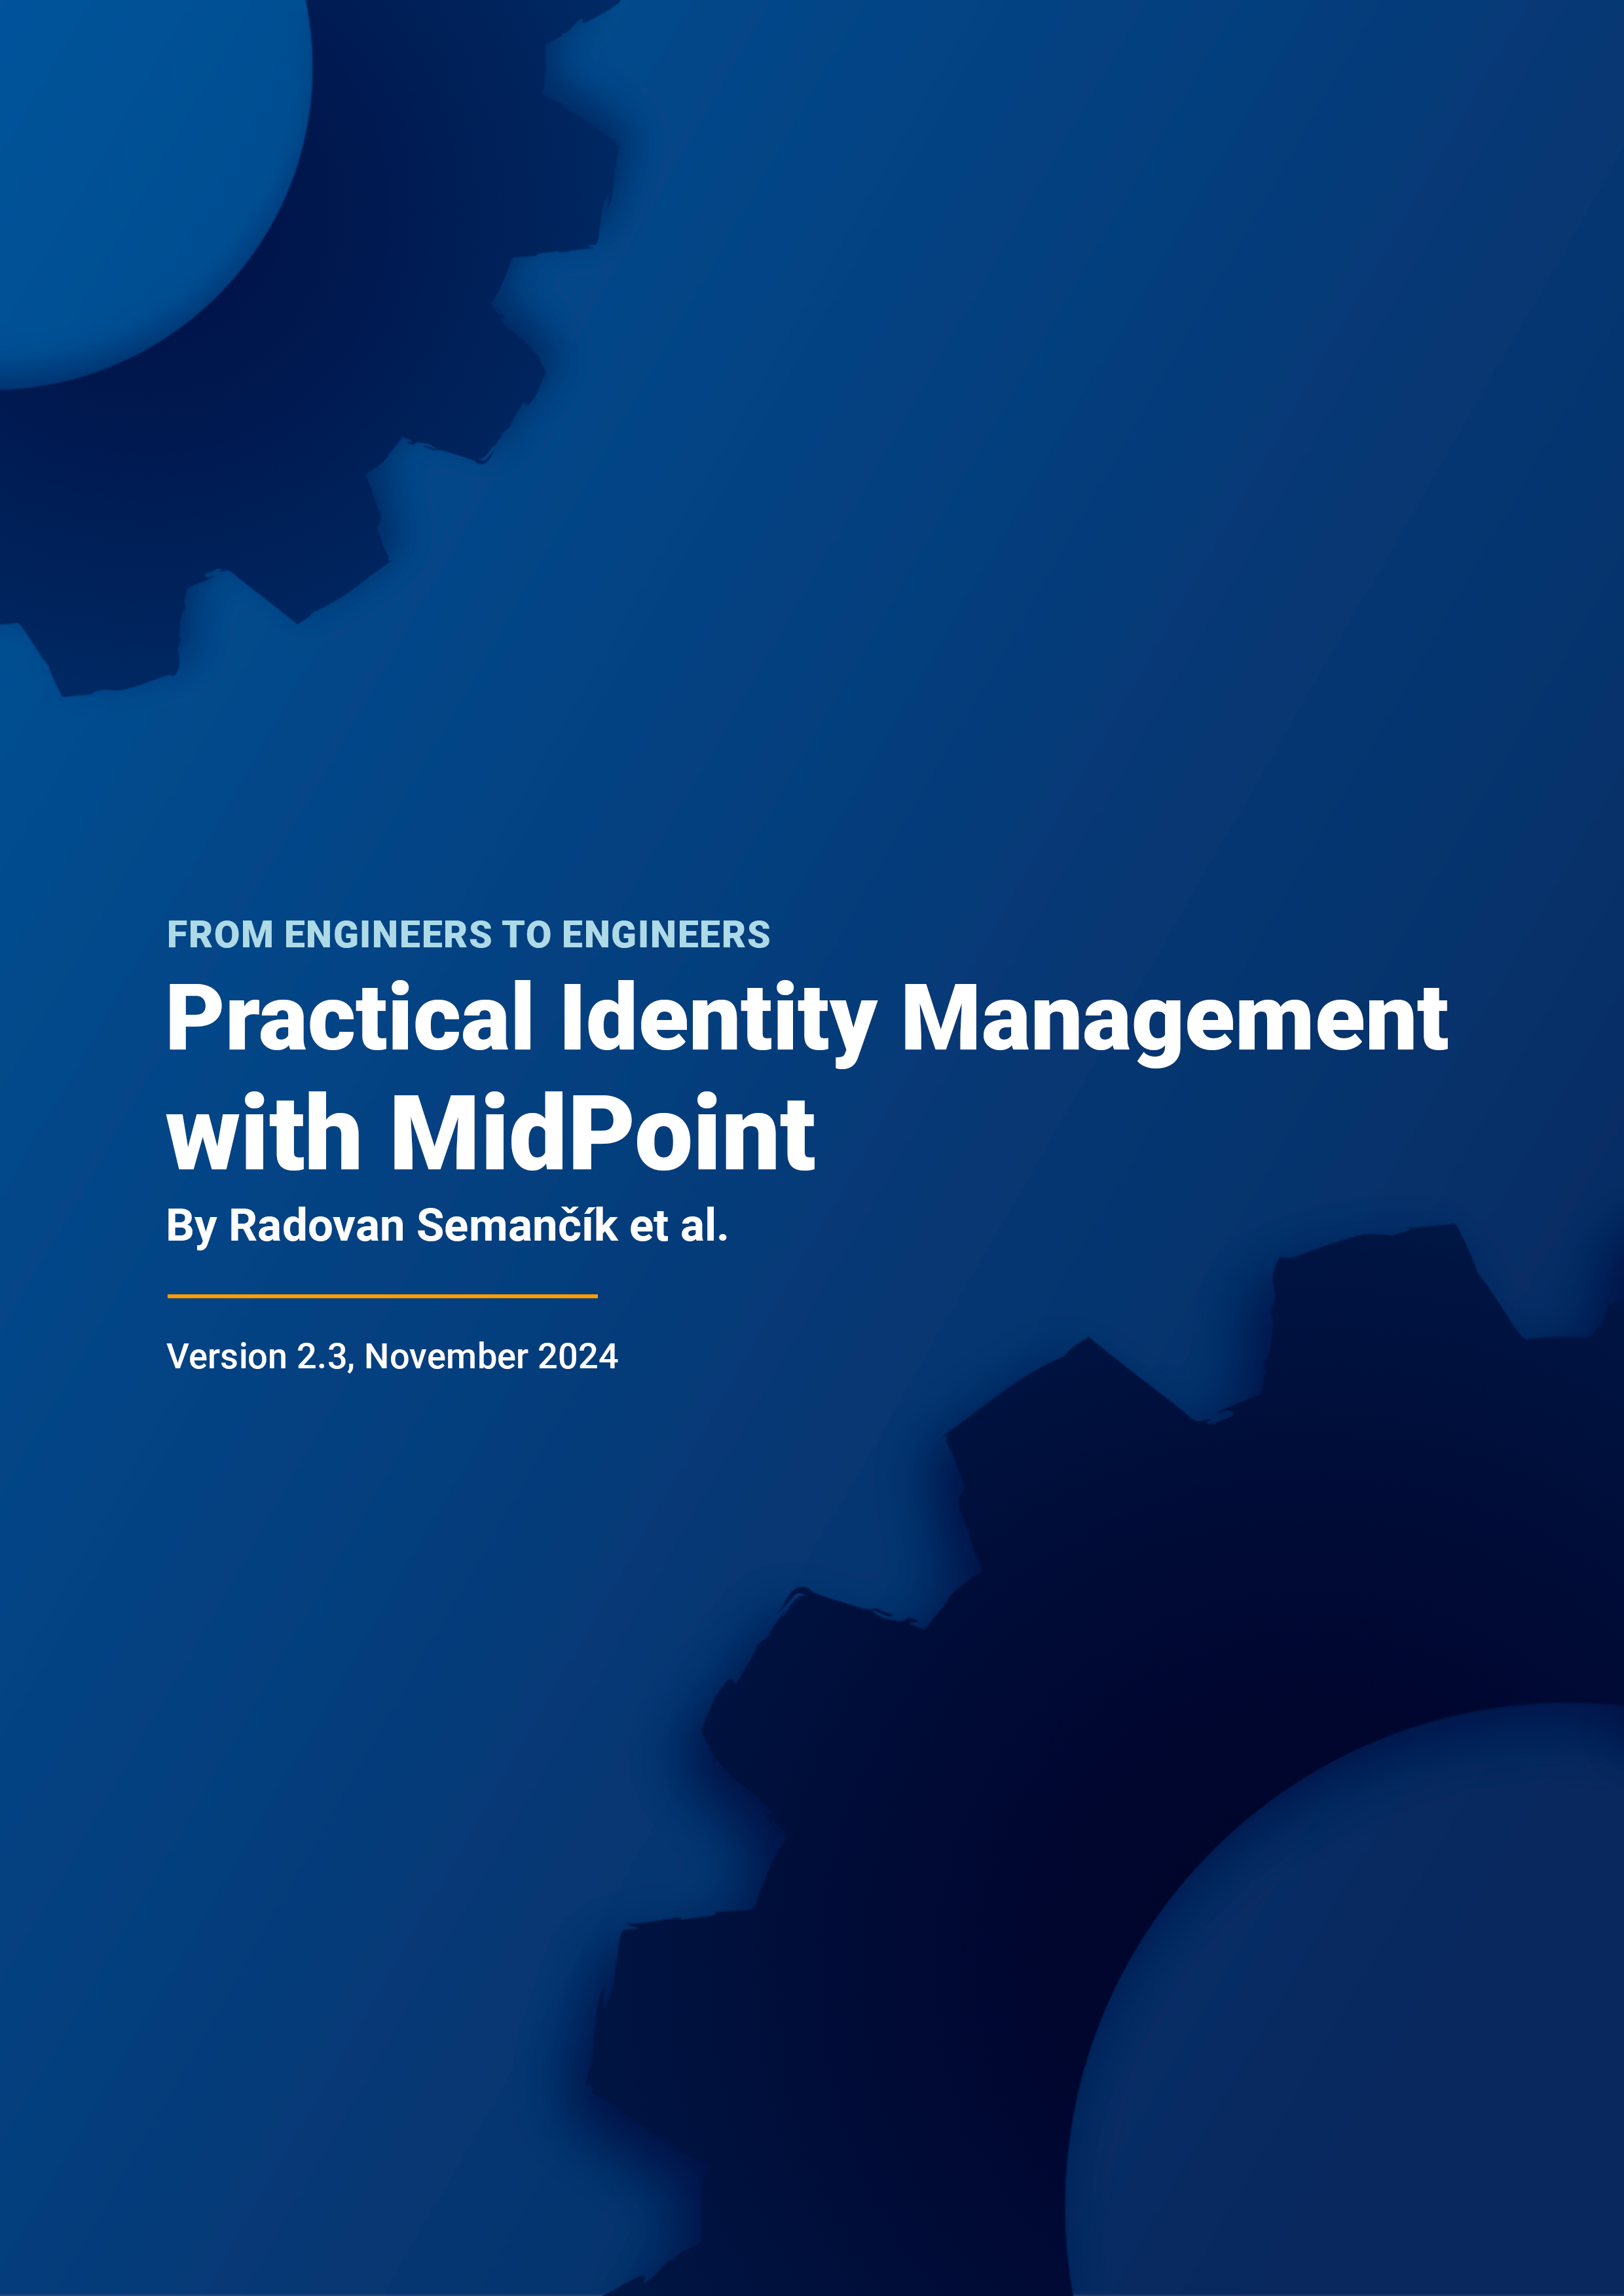 FROM ENGINEERS TO ENGINEERS
Practical Identity Management
with MidPoint
By Radovan Semančík et al.
Version 2.3, November 2024